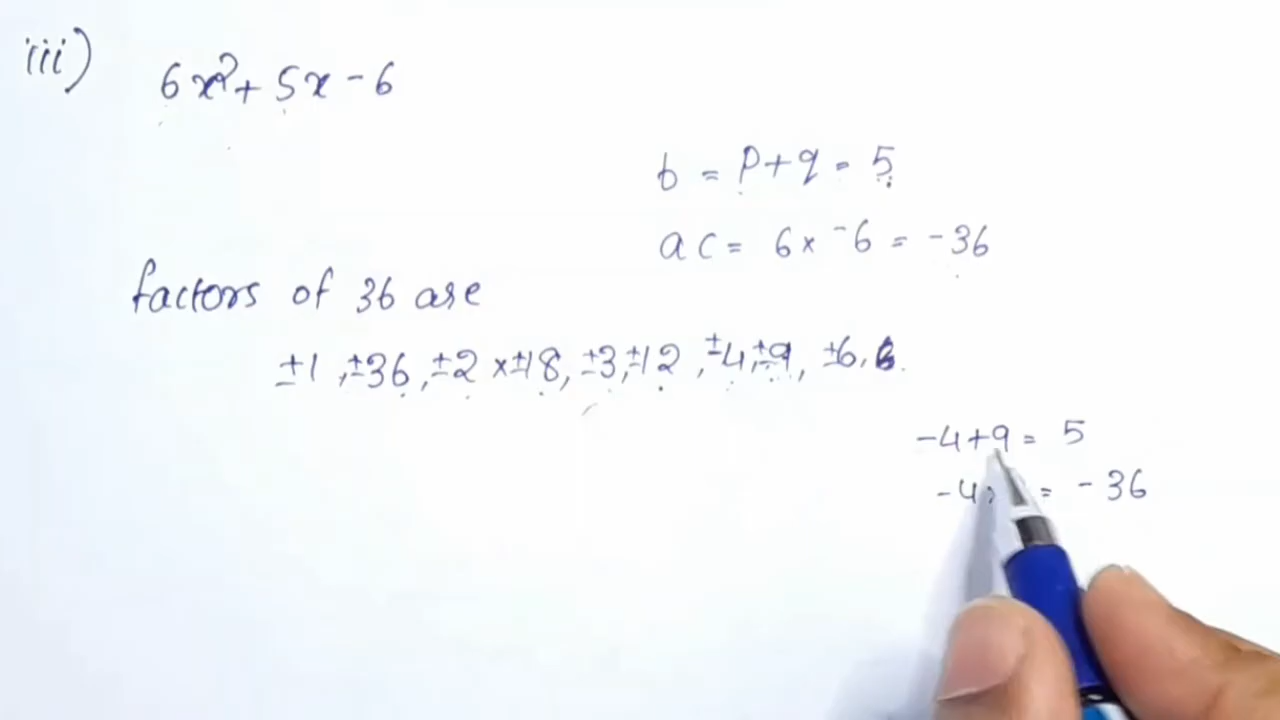 iii) 6x²+ 5x - 6
b = p+q = 5
ac = 6x -6 = -36
factors of 36 are
±1, ±36, ±2 x ±18, ±3, ±12, ±4, ±9, ±6, 6.
-4+9 = 5
-4 = -36